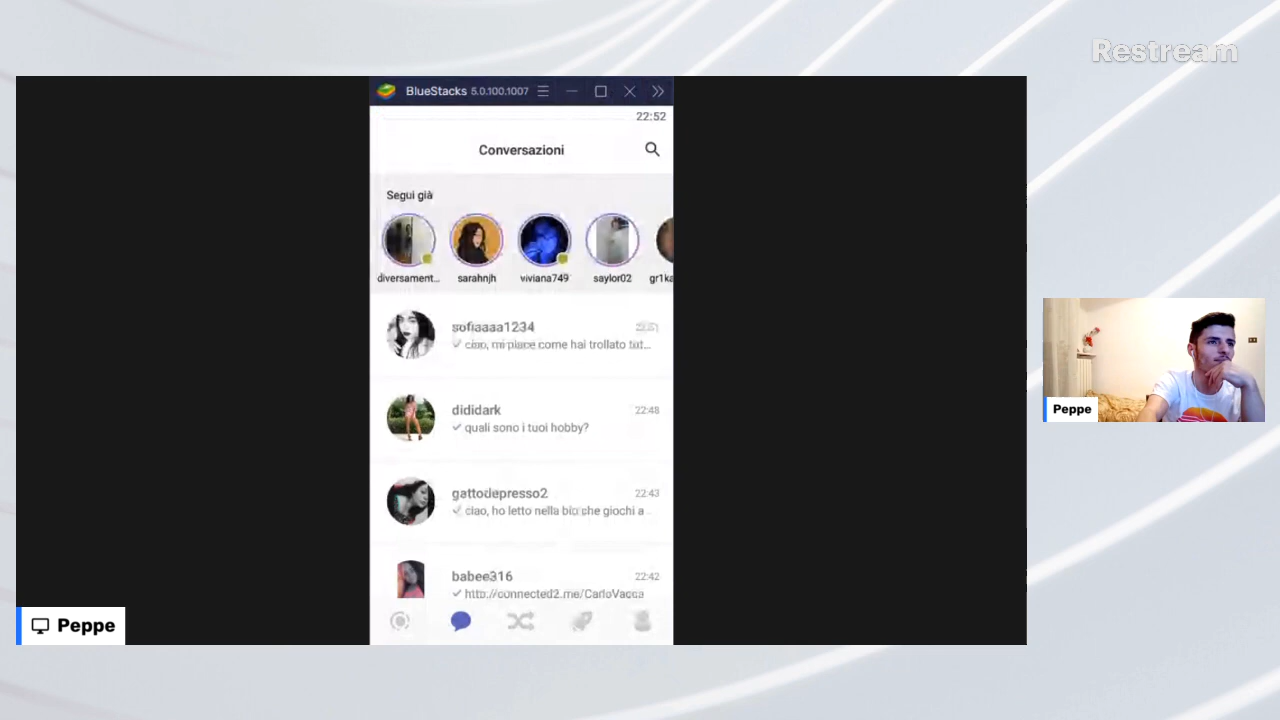 Restream
BlueStacks 5.0.100.1007
22:52
Conversazioni
Segui già
diversament... sarahnjh viviana749 saylor02 gr1ka
sofiaaaa1234
ciao, mi piace come hai trollato tut...
dididark 22:48
quali sono i tuoi hobby?
gattodepresso2 22:43
ciao, ho letto nella bio che giochi a
babee316 22:42
http://connected2.me/CarloVacca
Peppe
Peppe